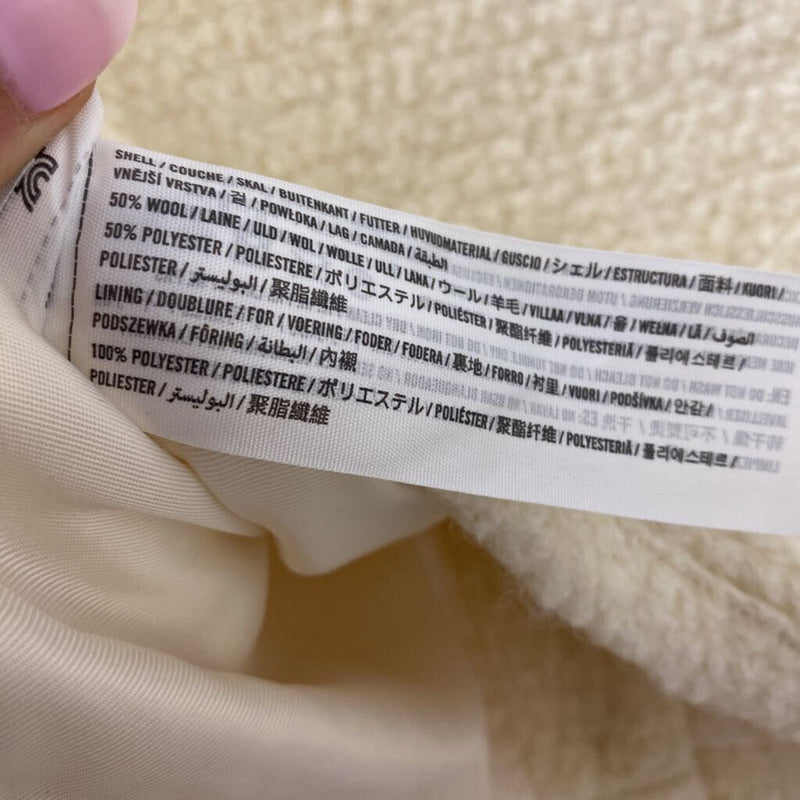 SHELL / COUCHE / SKAL / BUITENKANT / FUTTER / HUVUDMATERIAL / GUSCIO / シェル / ESTRUCTURA / 面料 / KUORI /
VNĚJŠÍ VRSTVA / 겉 / POWŁOKA / LAG / CAMADA / الطبقة /
50% WOOL / LAINE / ULD / WOL / WOLLE / ULL / LANA / ウール / 羊毛 / VILLAA / VLNA / 울 / WEŁNA / LÃ / الصوف
50% POLYESTER / POLIESTERE / ポリエステル / POLIÉSTER / 聚酯纤维 / POLYESTERIÄ / 폴리에스테르 /
POLIESTER / البوليستر / 聚脂纖維
LINING / DOUBLURE / FOR / VOERING / FODER / FODERA / 裏地 / FORRO / 衬里 / VUORI / PODŠÍVKA / 안감 /
PODSZEWKA / FÔRING / البطانة / 內襯
100% POLYESTER / POLIESTERE / ポリエステル / POLIÉSTER / 聚酯纤维 / POLYESTERIÄ / 폴리에스테르 /
POLIESTER / البوليستر / 聚脂纖維